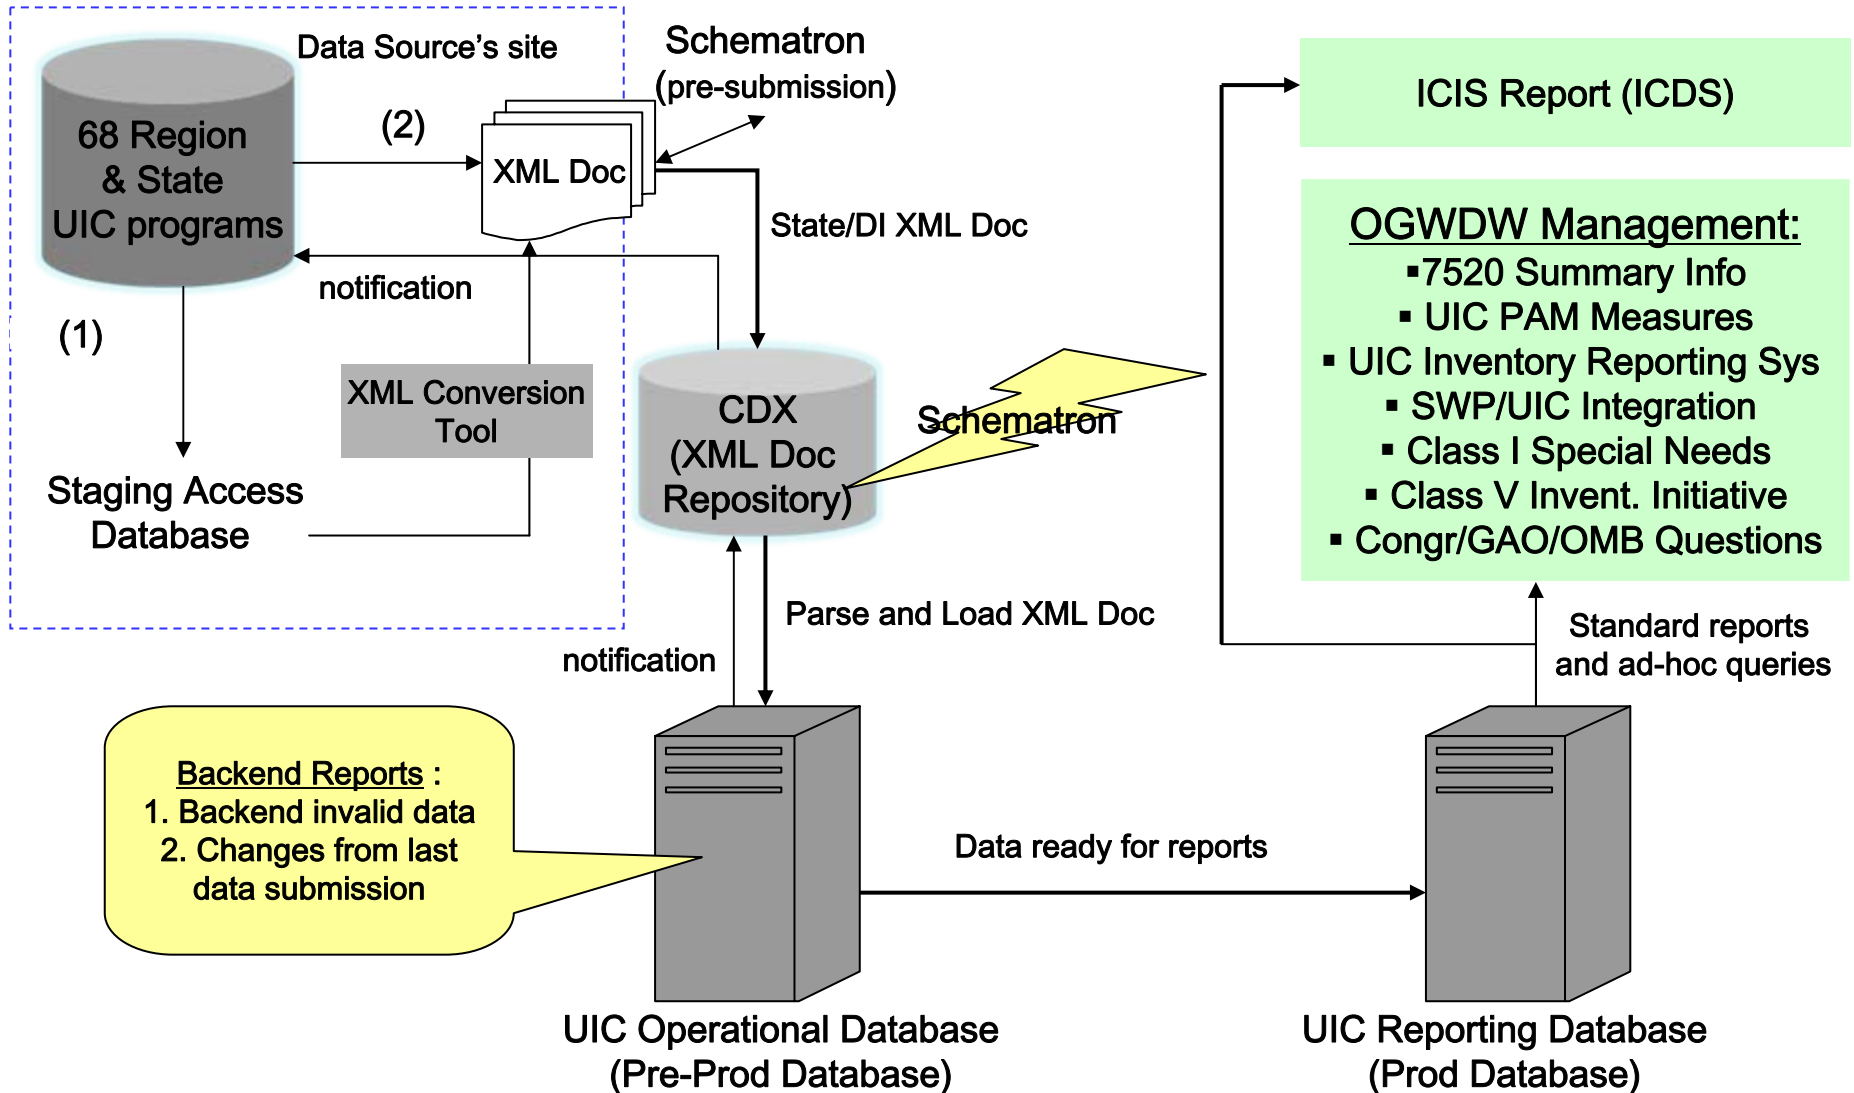 Data Source’s site
68 Region
& State
UIC programs
(2)
XML Doc
Schematron
(pre-submission)
State/DI XML Doc
notification
(1)
XML Conversion
Tool
Staging Access
Database
CDX
(XML Doc
Repository)
Schematron
ICIS Report (ICDS)
OGWDW Management:
▪7520 Summary Info
▪ UIC PAM Measures
▪ UIC Inventory Reporting Sys
▪ SWP/UIC Integration
▪ Class I Special Needs
▪ Class V Invent. Initiative
▪ Congr/GAO/OMB Questions
Parse and Load XML Doc
notification
Standard reports
and ad-hoc queries
Backend Reports :
1. Backend invalid data
2. Changes from last
data submission
Data ready for reports
UIC Operational Database
(Pre-Prod Database)
UIC Reporting Database
(Prod Database)